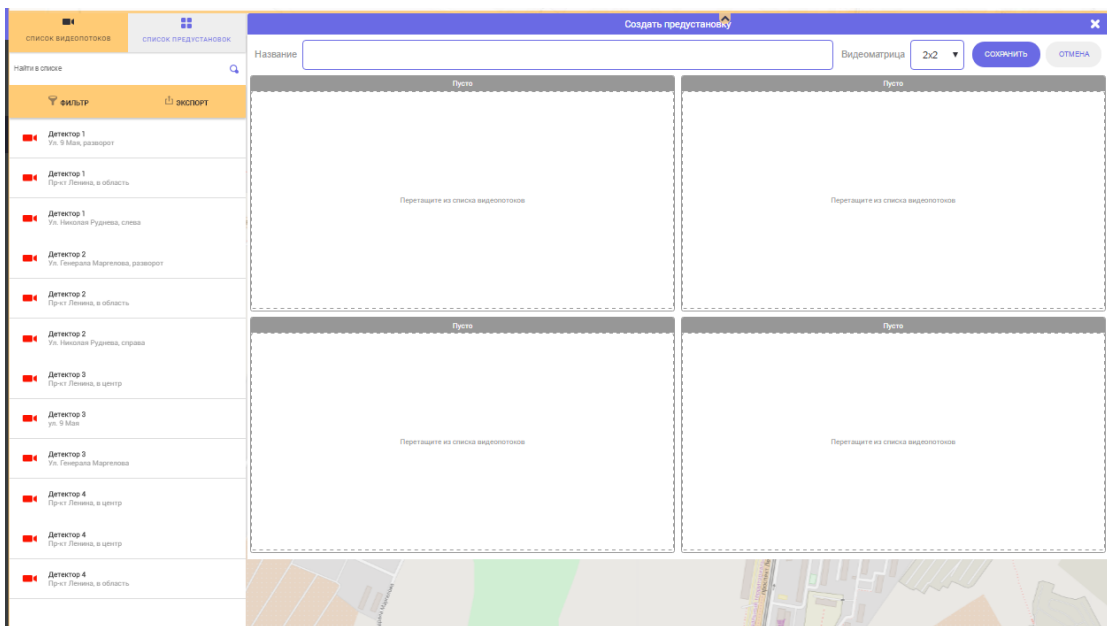 СПИСОК ВИДЕОПОТОКОВ
СПИСОК ПРЕДУСТАНОВОК
Найти в списке
ФИЛЬТР
ЭКСПОРТ
Детектор 1
Ул. 9 Мая, разворот
Детектор 1
Пр-кт Ленина, в область
Детектор 1
Ул. Николая Руднева, слева
Детектор 2
Ул. Генерала Маргелова, разворот
Детектор 2
Пр-кт Ленина, в область
Детектор 2
Ул. Николая Руднева, справа
Детектор 3
Пр-кт Ленина, в центр
Детектор 3
ул. 9 Мая
Детектор 3
Ул. Генерала Маргелова
Детектор 4
Пр-кт Ленина, в центр
Детектор 4
Пр-кт Ленина, в центр
Детектор 4
Пр-кт Ленина, в область
Создать предустановку
Название
Видеоматрица
2x2
СОХРАНИТЬ
ОТМЕНА
Пусто
Перетащите из списка видеопотоков
Пусто
Перетащите из списка видеопотоков
Пусто
Перетащите из списка видеопотоков
Пусто
Перетащите из списка видеопотоков